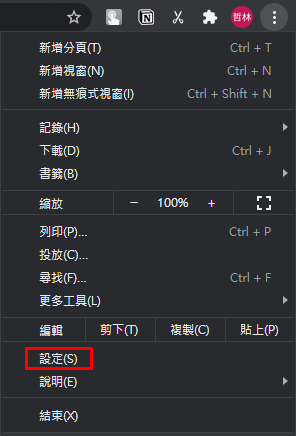 哲林
新增分頁(T) Ctrl + T
新增視窗(N) Ctrl + N
新增無痕式視窗(I) Ctrl + Shift + N
記錄(H)
下載(D) Ctrl + J
書籤(B)
縮放 − 100% +
列印(P)... Ctrl + P
投放(C)...
尋找(F)... Ctrl + F
更多工具(L)
編輯 剪下(T) 複製(C) 貼上(P)
設定(S)
說明(E)
結束(X)